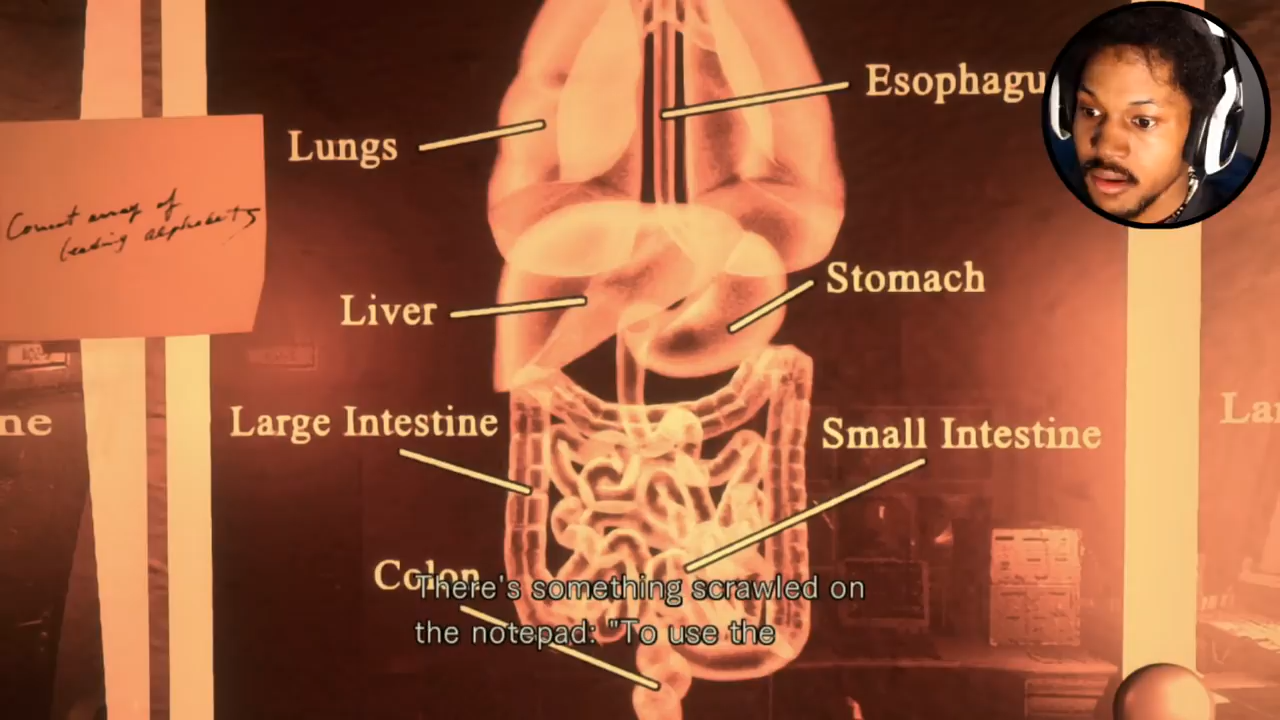 Esophagu
Lungs
Count array of
leading alphabets
Stomach
Liver
ne
Large Intestine
Small Intestine
La
Colon
There's something scrawled on
the notepad: "To use the